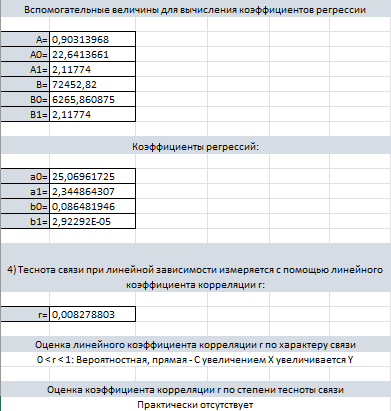 Вспомогательные величины для вычисления коэффициентов регрессии
A= 0,90313968
A0= 22,6413661
A1= 2,11774
B= 72452,82
B0= 6265,860875
B1= 2,11774
Коэффициенты регрессий:
a0= 25,06961725
a1= 2,344864307
b0= 0,086481946
b1= 2,92292E-05
4) Теснота связи при линейной зависимости измеряется с помощью линейного
коэффициента корреляции r:
r= 0,008278803
Оценка линейного коэффициента корреляции r по характеру связи
0 < r < 1: Вероятностная, прямая - С увеличением X увеличивается Y
Оценка коэффициента корреляции r по степени тесноты связи
Практически отсутствует